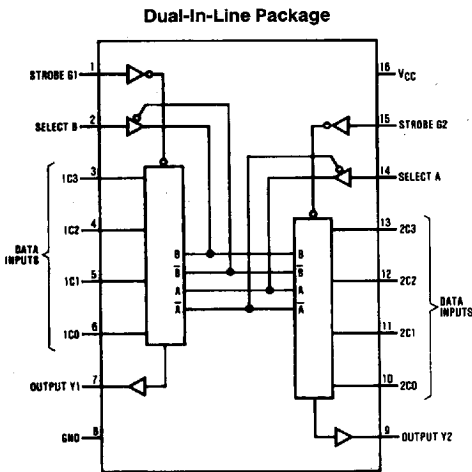 Dual-In-Line Package
STROBE G1 1
16 VCC
SELECT B 2
15 STROBE G2
1C3 3
14 SELECT A
1C2 4
13 2C3
DATA INPUTS
1C1 5
12 2C2
1C0 6
11 2C1
DATA INPUTS
OUTPUT Y1 7
10 2C0
GND 8
9 OUTPUT Y2
B B
B̅ B̅
A A
A̅ A̅